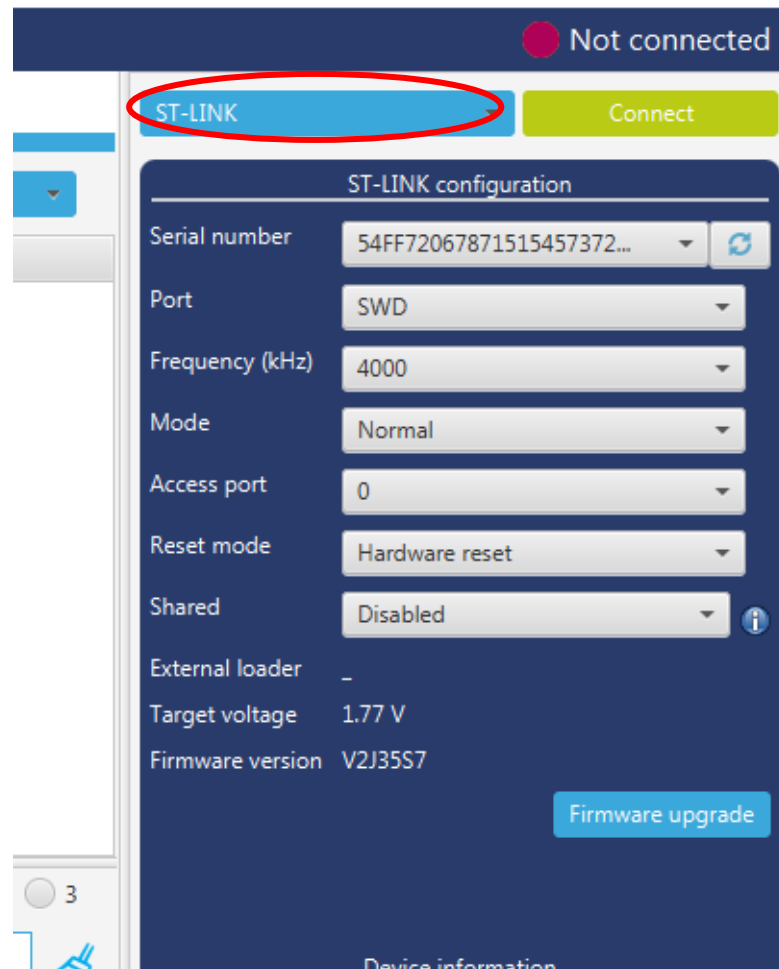 Not connected
ST-LINK
Connect
ST-LINK configuration
Serial number 54FF72067871515457372...
Port SWD
Frequency (kHz) 4000
Mode Normal
Access port 0
Reset mode Hardware reset
Shared Disabled
External loader _
Target voltage 1.77 V
Firmware version V2J35S7
Firmware upgrade
3
Device information